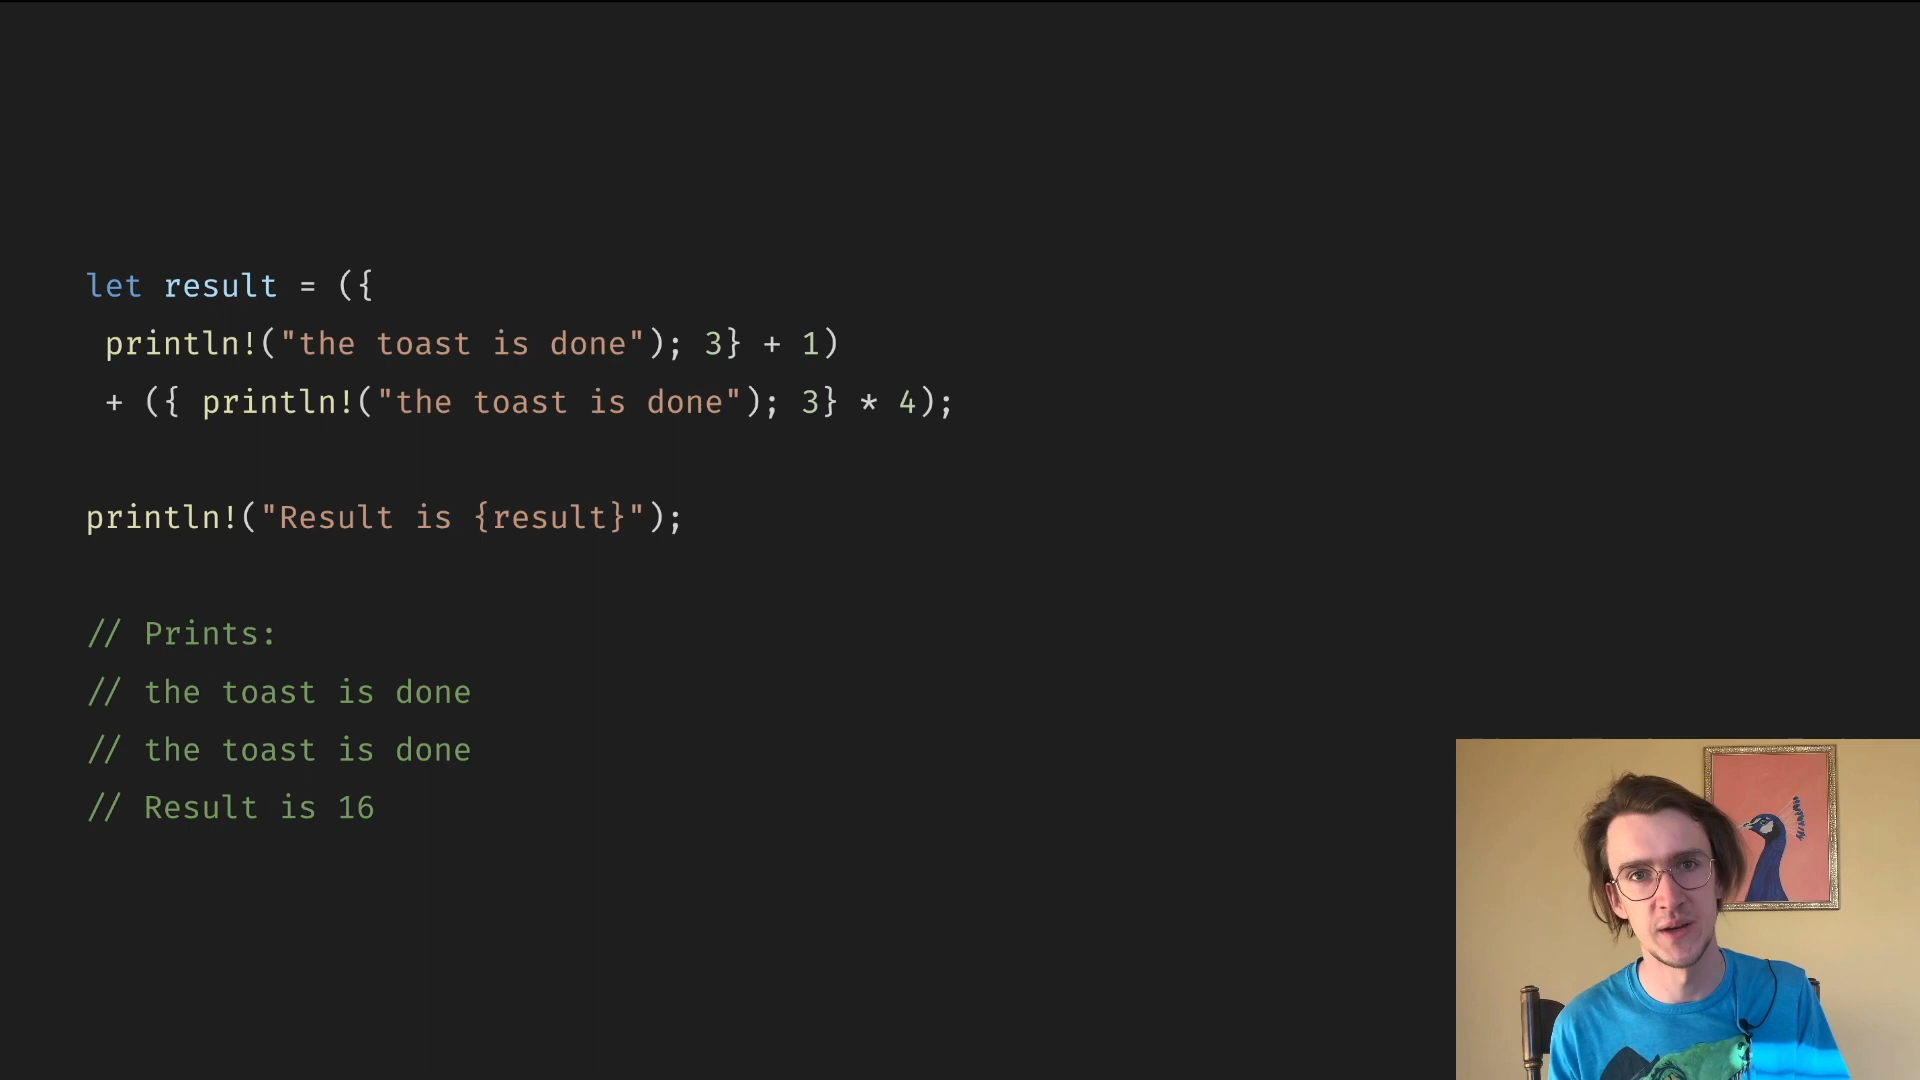 let result = ({
println!("the toast is done"); 3} + 1)
+ ({ println!("the toast is done"); 3} * 4);
println!("Result is {result}");
// Prints:
// the toast is done
// the toast is done
// Result is 16